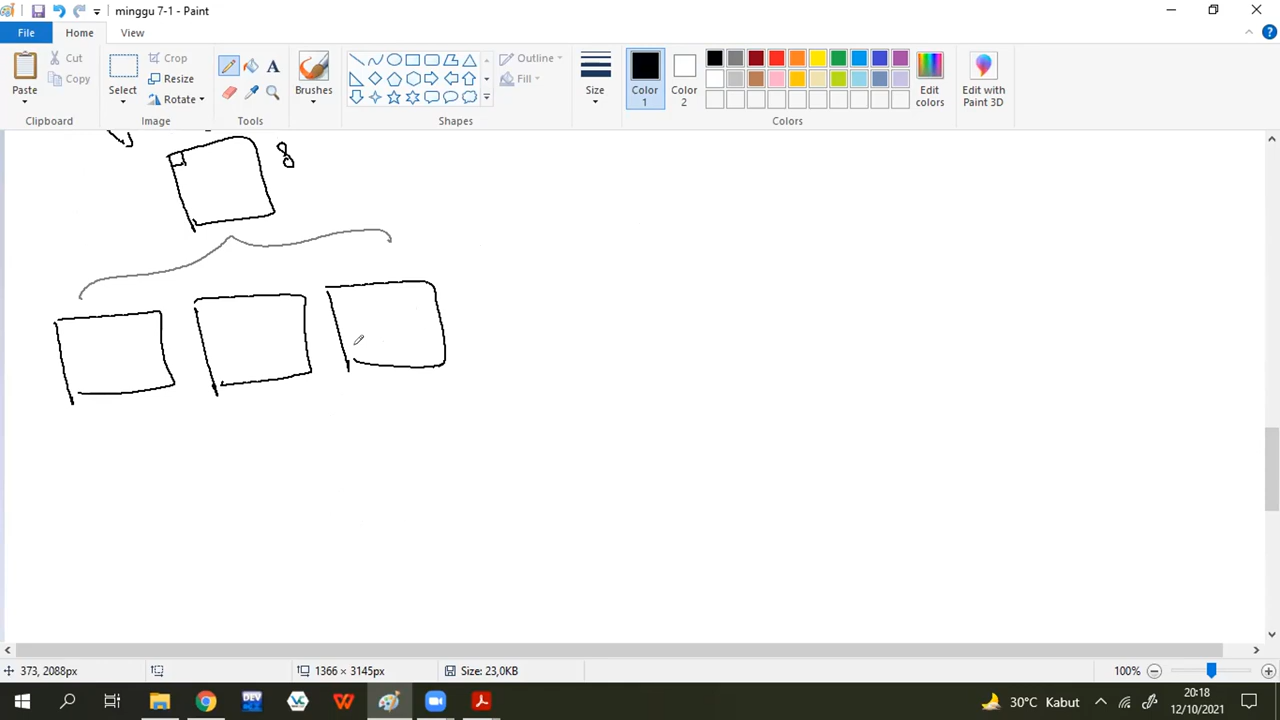 minggu 7-1 - Paint
File Home View
Paste
Cut
Copy
Clipboard
Select
Crop
Resize
Rotate
Image
A
Tools
Brushes
Shapes
Outline
Fill
Size
Color 1
Color 2
Colors
Edit colors
Edit with Paint 3D
8
373, 2088px
1366 × 3145px
Size: 23,0KB
100%
DEV
30°C Kabut
20:18
12/10/2021